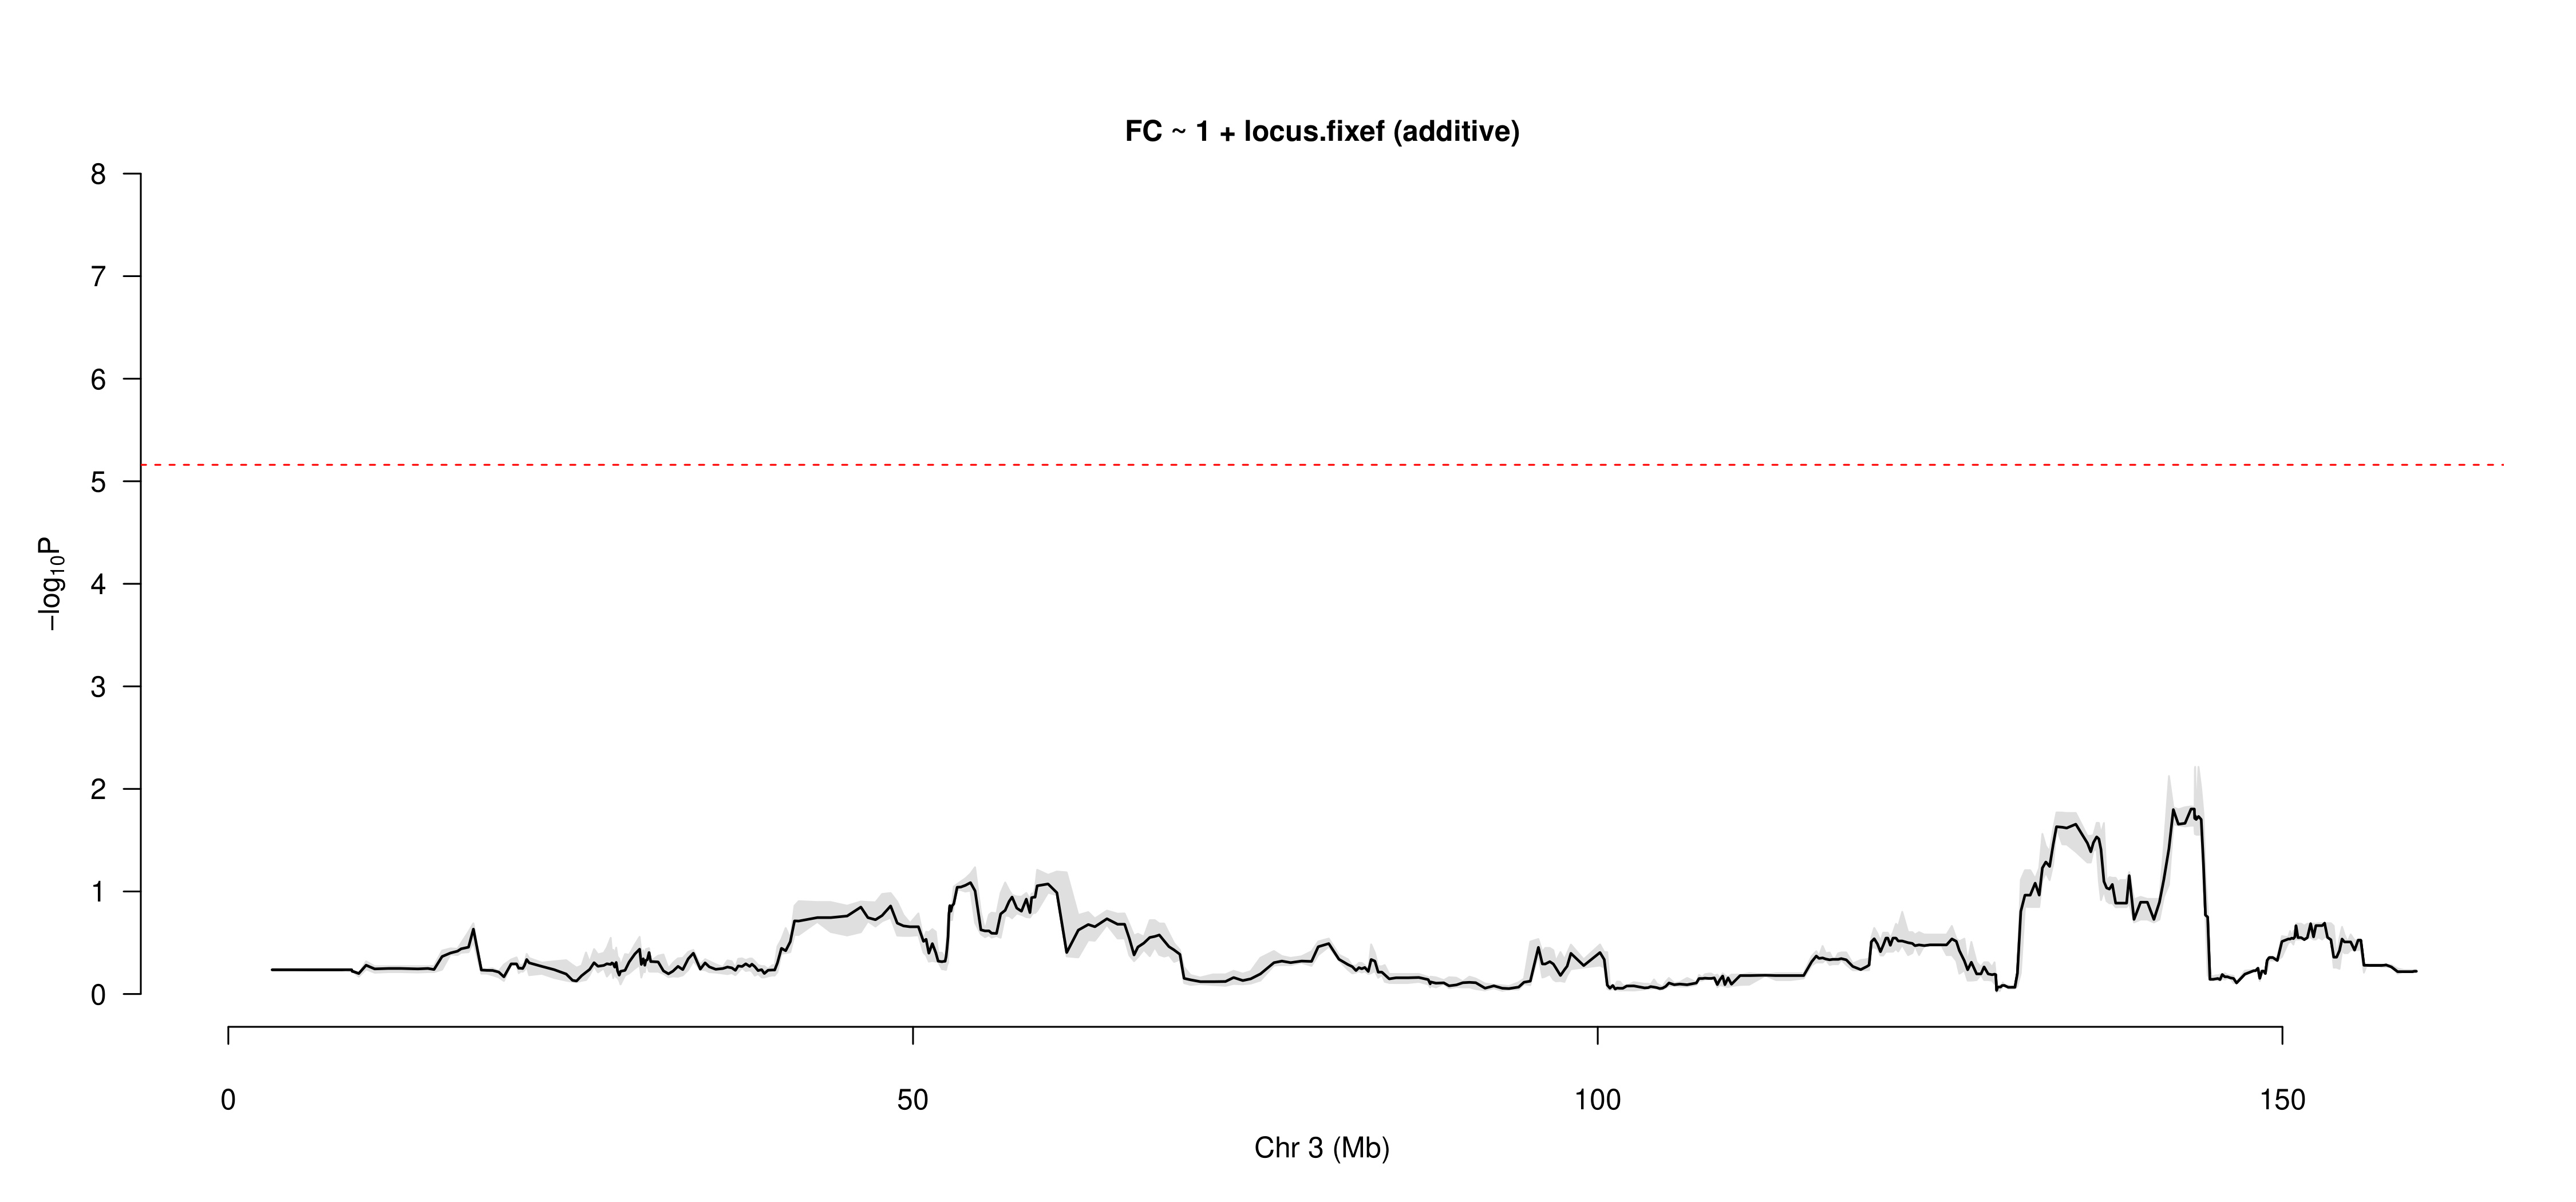 FC ~ 1 + locus.fixef (additive)
8
7
6
5
4
3
2
1
0
−log₁₀P
0 50 100 150
Chr 3 (Mb)